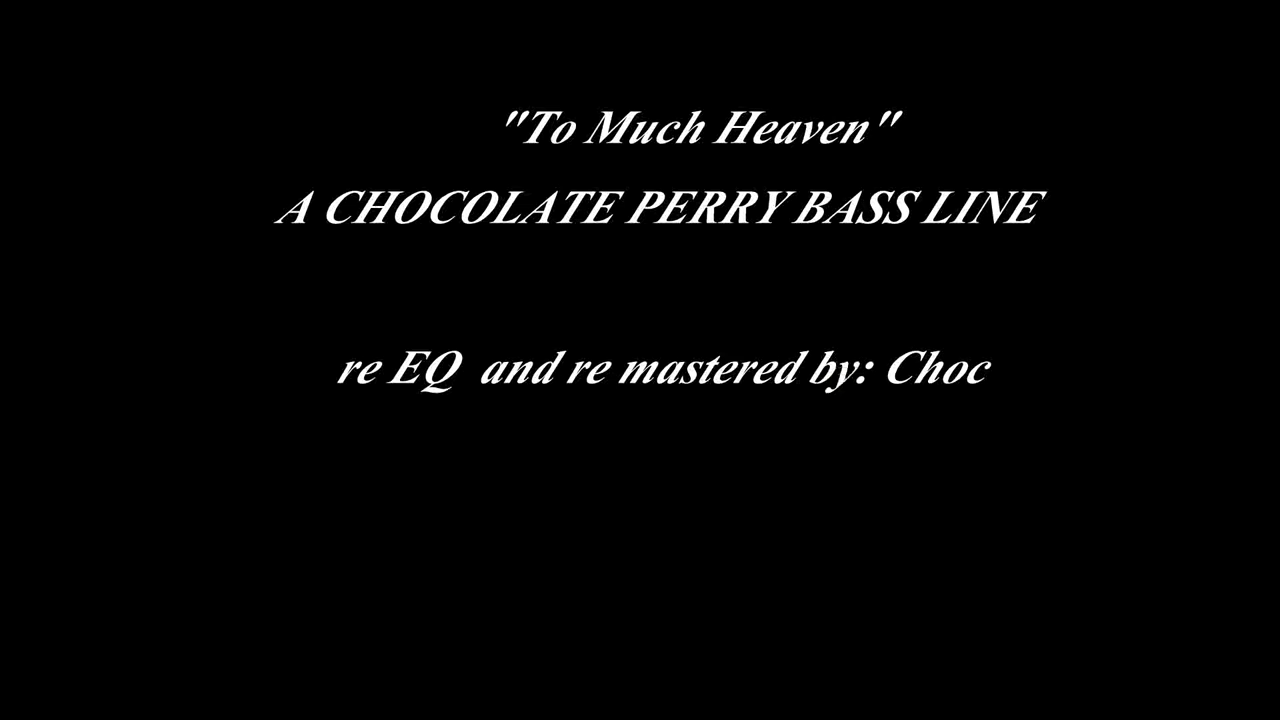 "To Much Heaven"
A CHOCOLATE PERRY BASS LINE
re EQ  and re mastered by: Choc